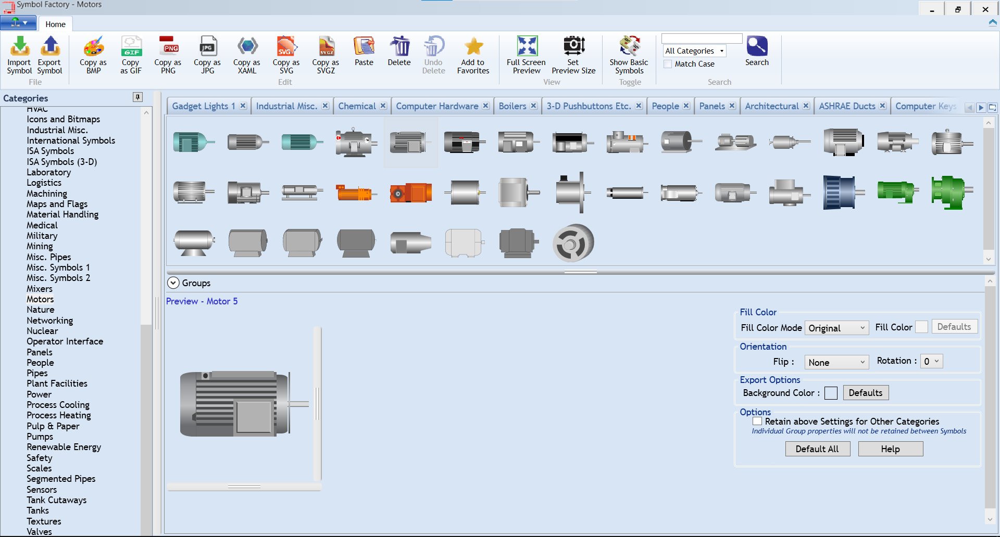 Symbol Factory - Motors
Home
Import Symbol
Export Symbol
File
Copy as BMP
Copy as GIF
Copy as PNG
Copy as JPG
Copy as XAML
Copy as SVG
Copy as SVGZ
Paste
Delete
Undo Delete
Add to Favorites
Edit
Full Screen Preview
Set Preview Size
View
Show Basic Symbols
Toggle
All Categories
Match Case
Search
Search
GIF
PNG
JPG
SVG
SVGZ
Categories
HVAC
Icons and Bitmaps
Industrial Misc.
International Symbols
ISA Symbols
ISA Symbols (3-D)
Laboratory
Logistics
Machining
Maps and Flags
Material Handling
Medical
Military
Mining
Misc. Pipes
Misc. Symbols 1
Misc. Symbols 2
Mixers
Motors
Nature
Networking
Nuclear
Operator Interface
Panels
People
Pipes
Plant Facilities
Power
Process Cooling
Process Heating
Pulp & Paper
Pumps
Renewable Energy
Safety
Scales
Segmented Pipes
Sensors
Tank Cutaways
Tanks
Textures
Valves
Gadget Lights 1
Industrial Misc.
Chemical
Computer Hardware
Boilers
3-D Pushbuttons Etc.
People
Panels
Architectural
ASHRAE Ducts
Computer Keys
Groups
Preview - Motor 5
Fill Color
Fill Color Mode
Original
Fill Color
Defaults
Orientation
Flip :
None
Rotation :
0
Export Options
Background Color :
Defaults
Options
Retain above Settings for Other Categories
Individual Group properties will not be retained between Symbols
Default All
Help